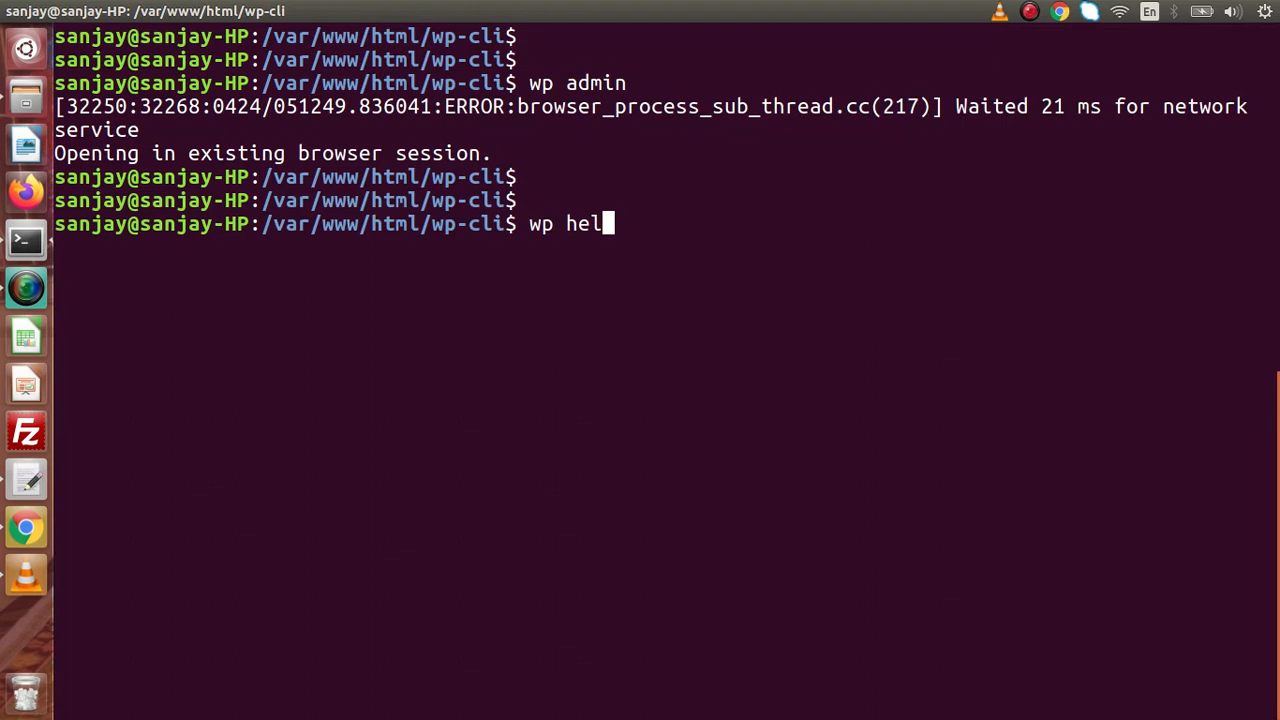 sanjay@sanjay-HP: /var/www/html/wp-cli
En
sanjay@sanjay-HP:/var/www/html/wp-cli$
sanjay@sanjay-HP:/var/www/html/wp-cli$
sanjay@sanjay-HP:/var/www/html/wp-cli$ wp admin
[32250:32268:0424/051249.836041:ERROR:browser_process_sub_thread.cc(217)] Waited 21 ms for network
service
Opening in existing browser session.
sanjay@sanjay-HP:/var/www/html/wp-cli$
sanjay@sanjay-HP:/var/www/html/wp-cli$
sanjay@sanjay-HP:/var/www/html/wp-cli$ wp hel
Fz